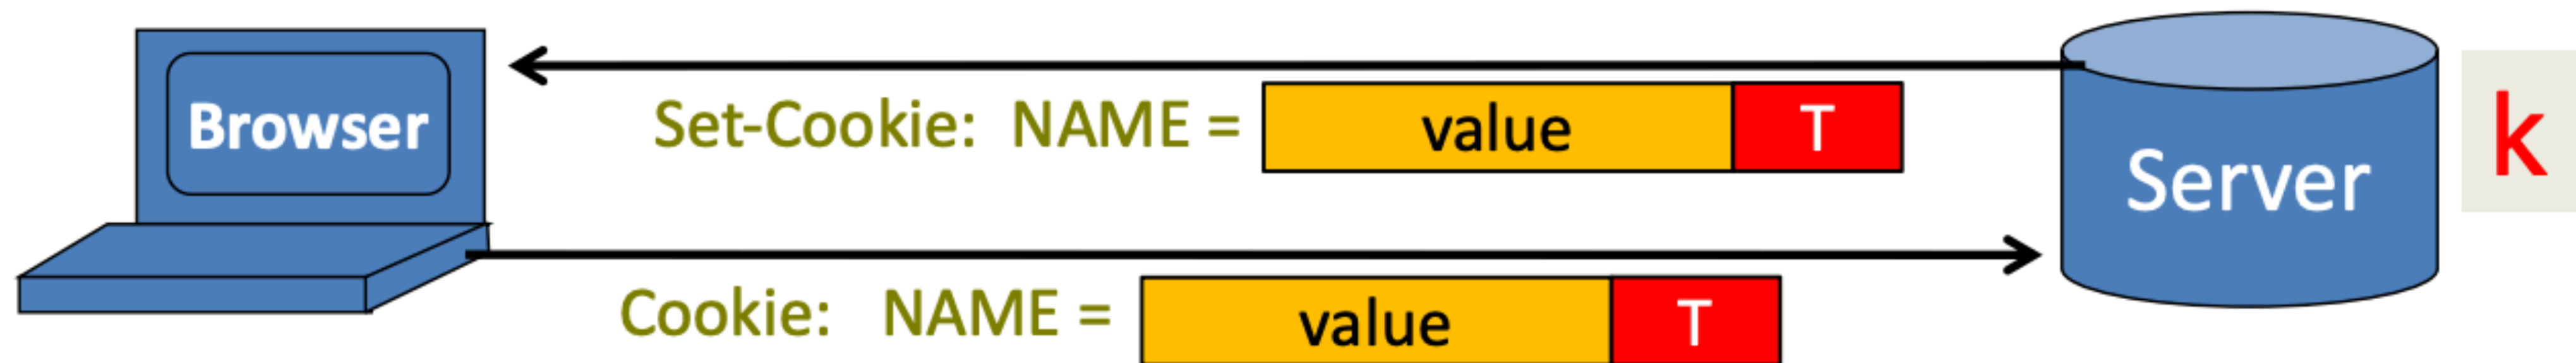 Browser
Set-Cookie: NAME = value T
Server
k
Cookie: NAME = value T